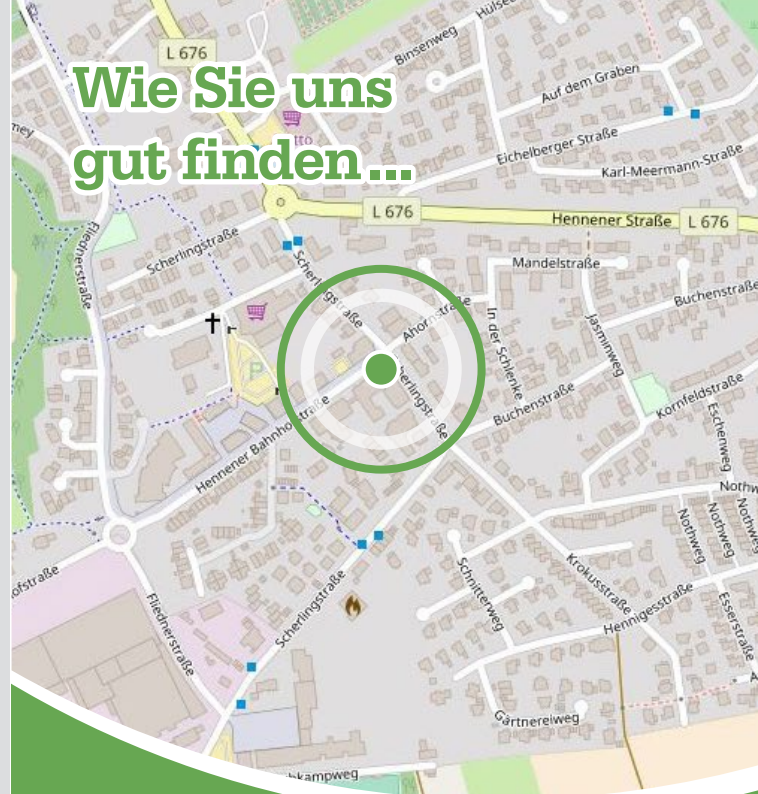 L 676
Wie Sie uns
gut finden...
Binsenweg
Auf dem Graben
Eichelberger Straße
Karl-Meermann-Straße
L 676
Hennener Straße
L 676
Fliednerstraße
Scherlingstraße
Scherlingstraße
Mandelstraße
Buchenstraße
Ahornstraße
In der Schlenke
Jasminweg
P
Scherlingstraße
Buchenstraße
Kornfeldstraße
Eschenweg
Hennener Bahnhofstraße
Nothweg
Nothweg
Nothweg
Krokusstraße
Schnitterweg
Hennigesstraße
Esserstraße
Fliednerstraße
Scherlingstraße
Gärtnereiweg